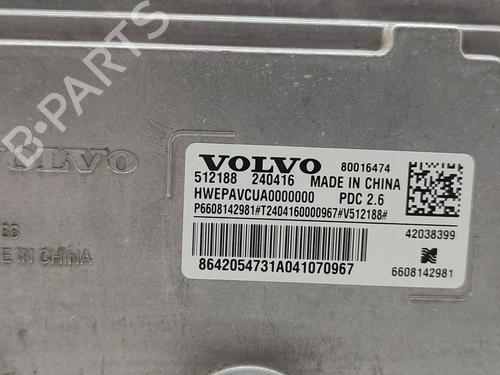 B-PARTS
VOLVO
VOLVO 80016474
512188 240416 MADE IN CHINA
HWEPAVCUA0000000 PDC 2.6
P6608142981#T2404160000967#V512188#
42038399
8642054731A041070967
6608142981
E IN CHINA